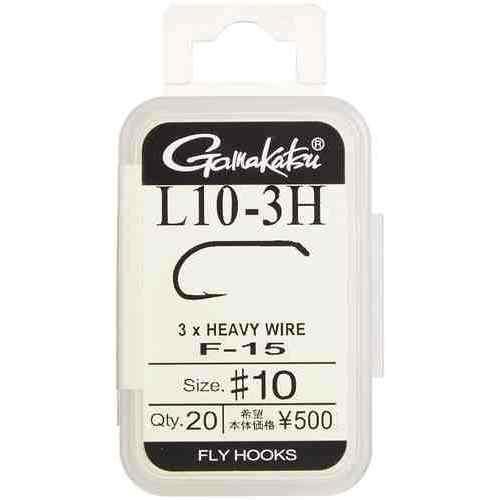 Gamakatsu®
L10-3H
3 x HEAVY WIRE
F-15
Size. #10
Qty. 20 希望 本体価格 ¥500
FLY HOOKS